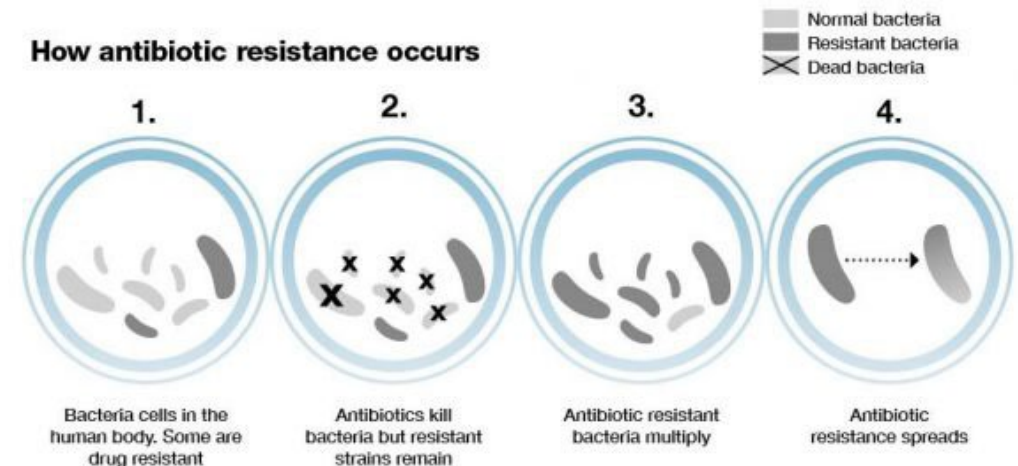 How antibiotic resistance occurs
Normal bacteria
Resistant bacteria
Dead bacteria
1.
2.
3.
4.
X
X
X
X
X
X
Bacteria cells in the
human body. Some are
drug resistant
Antibiotics kill
bacteria but resistant
strains remain
Antibiotic resistant
bacteria multiply
Antibiotic
resistance spreads